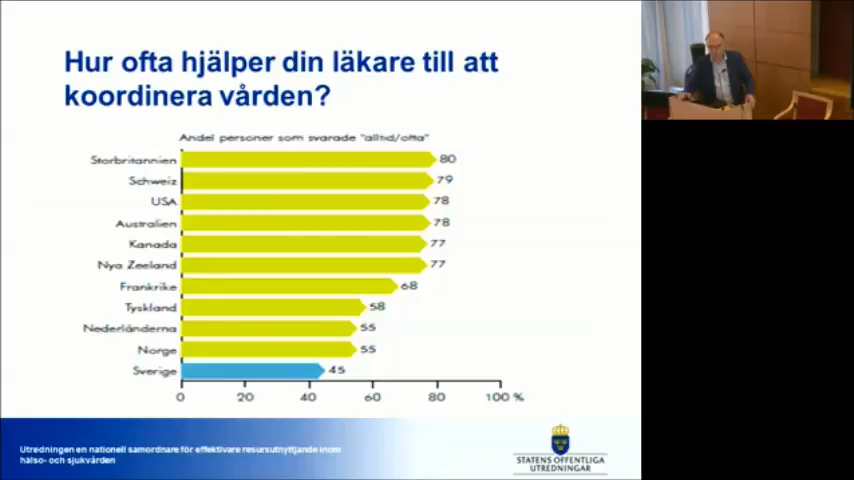 Hur ofta hjälper din läkare till att
koordinera vården?
Andel personer som svarade "alltid/ofta"
Storbritannien 80
Schweiz 79
USA 78
Australien 78
Kanada 77
Nya Zeeland 77
Frankrike 68
Tyskland 58
Nederländerna 55
Norge 55
Sverige 45
0 20 40 60 80 100 %
Utredningen en nationell samordnare för effektivare resursutnyttjande inom
hälso- och sjukvården
STATENS OFFENTLIGA
UTREDNINGAR